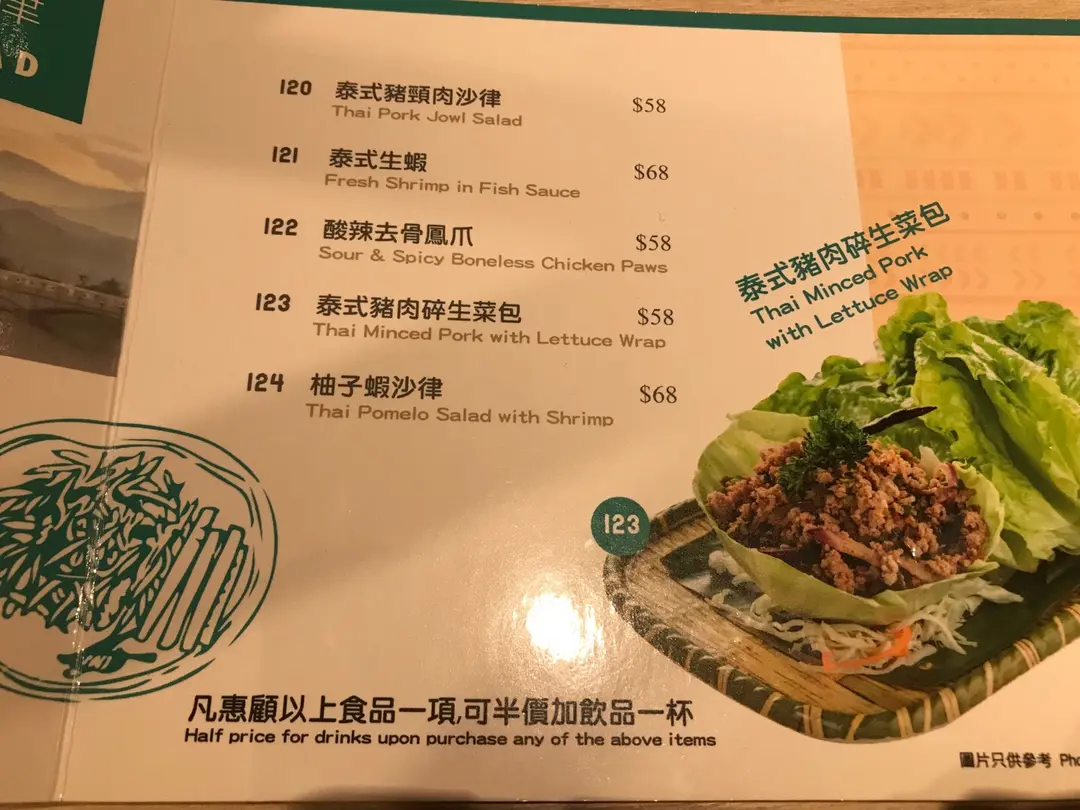 120 泰式豬頸肉沙律 $58
Thai Pork Jowl Salad
121 泰式生蝦 $68
Fresh Shrimp in Fish Sauce
122 酸辣去骨鳳爪 $58
Sour & Spicy Boneless Chicken Paws
123 泰式豬肉碎生菜包 $58
Thai Minced Pork with Lettuce Wrap
124 柚子蝦沙律 $68
Thai Pomelo Salad with Shrimp
泰式豬肉碎生菜包
Thai Minced Pork
with Lettuce Wrap
123
凡惠顧以上食品一項,可半價加飲品一杯
Half price for drinks upon purchase any of the above items
圖片只供參考